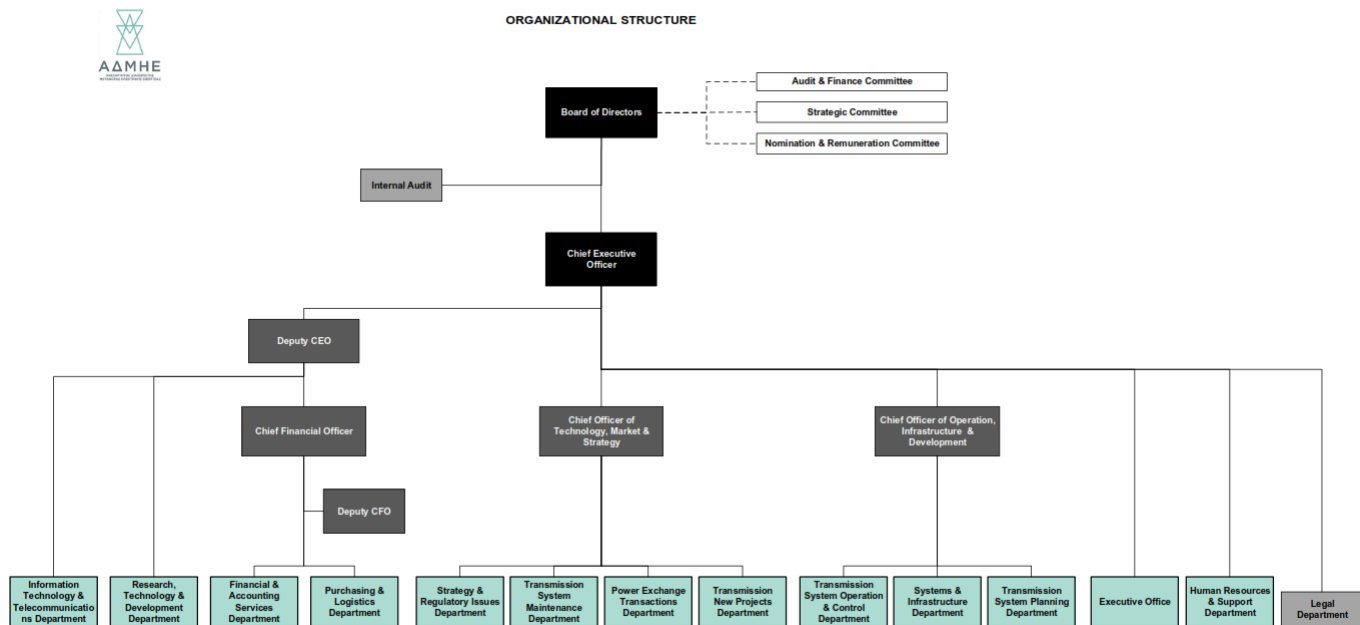 ORGANIZATIONAL STRUCTURE
ΑΔΜΗΕ
Audit & Finance Committee
Board of Directors
Strategic Committee
Nomination & Remuneration Committee
Internal Audit
Chief Executive
Officer
Deputy CEO
Chief Financial Officer
Chief Officer of
Technology, Market &
Strategy
Chief Officer of Operation,
Infrastructure &
Development
Deputy CFO
Information
Technology &
Telecommunicatio
ns Department
Research,
Technology &
Development
Department
Financial &
Accounting
Services
Department
Purchasing &
Logistics
Department
Strategy &
Regulatory Issues
Department
Transmission
System
Maintenance
Department
Power Exchange
Transactions
Department
Transmission
New Projects
Department
Transmission
System Operation
& Control
Department
Systems &
Infrastructure
Department
Transmission
System Planning
Department
Executive Office
Human Resources
& Support
Department
Legal
Department